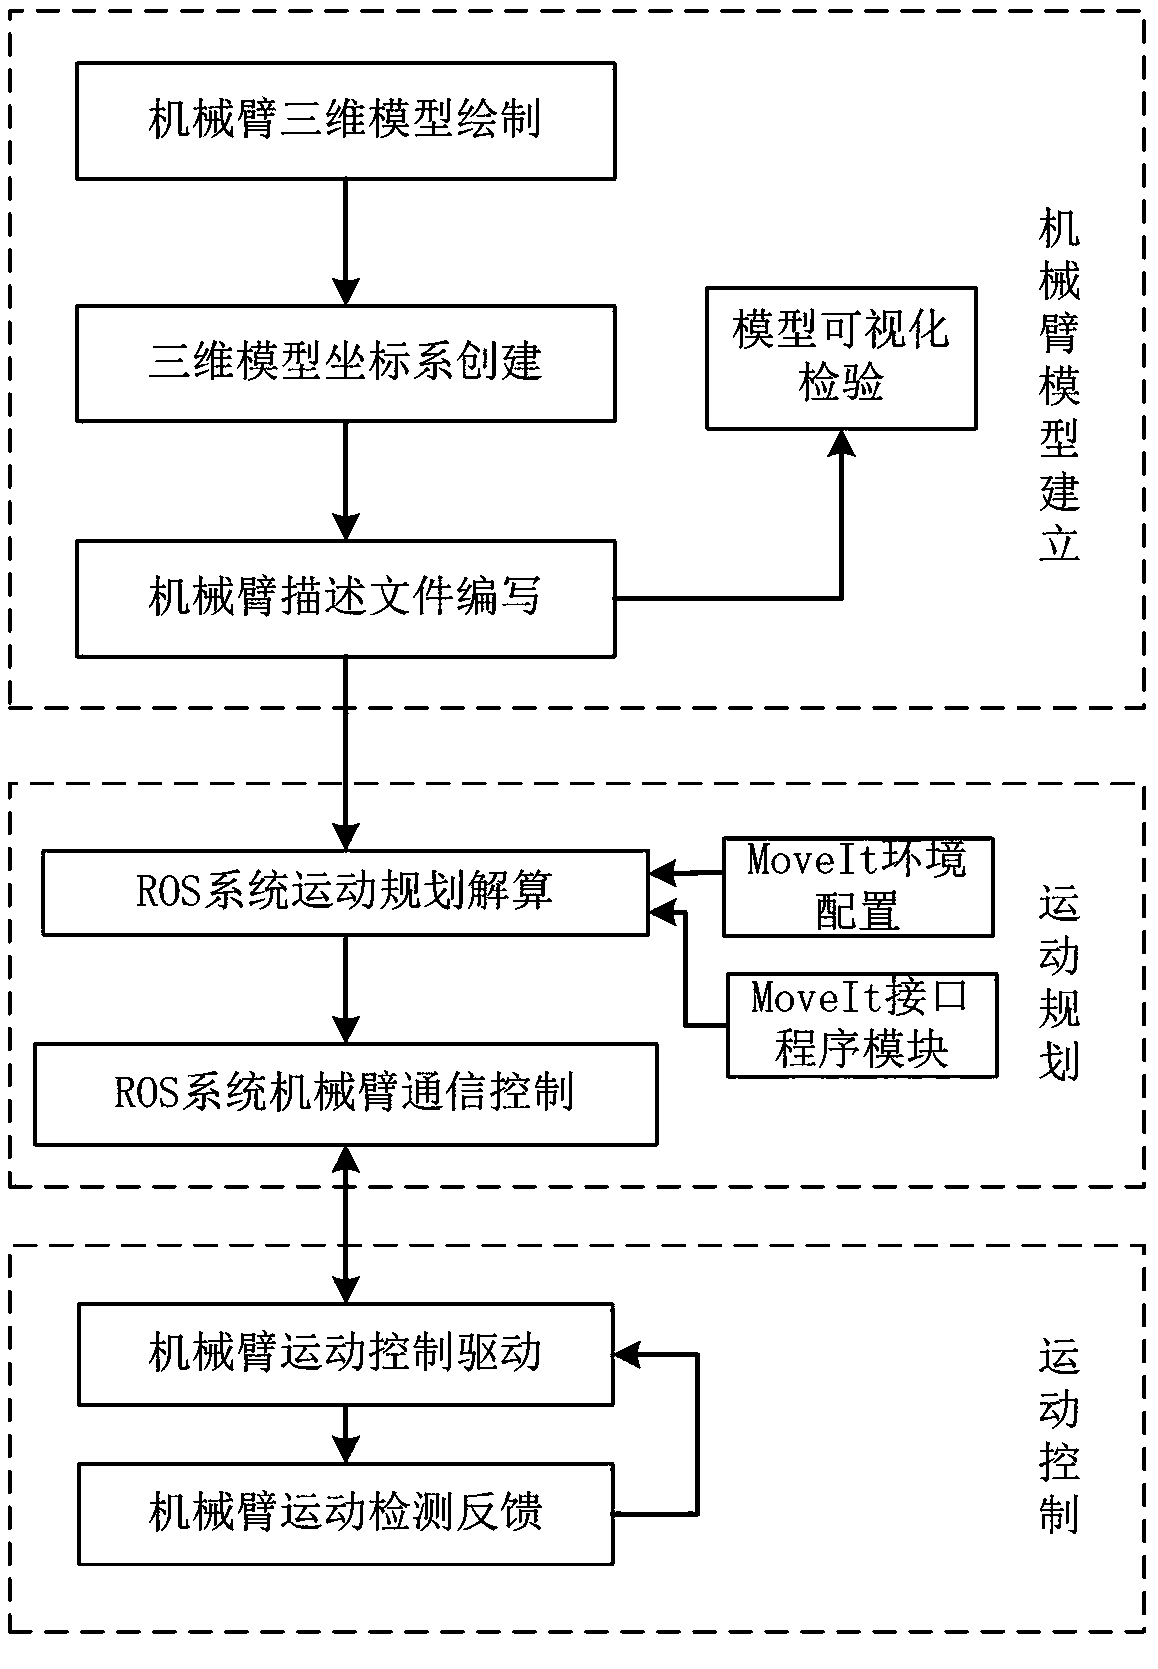 机械臂三维模型绘制
三维模型坐标系创建
模型可视化
检验
机械臂描述文件编写
机械臂模型建立
ROS系统运动规划解算
MoveIt环境
配置
MoveIt接口
程序模块
ROS系统机械臂通信控制
运动规划
机械臂运动控制驱动
机械臂运动检测反馈
运动控制